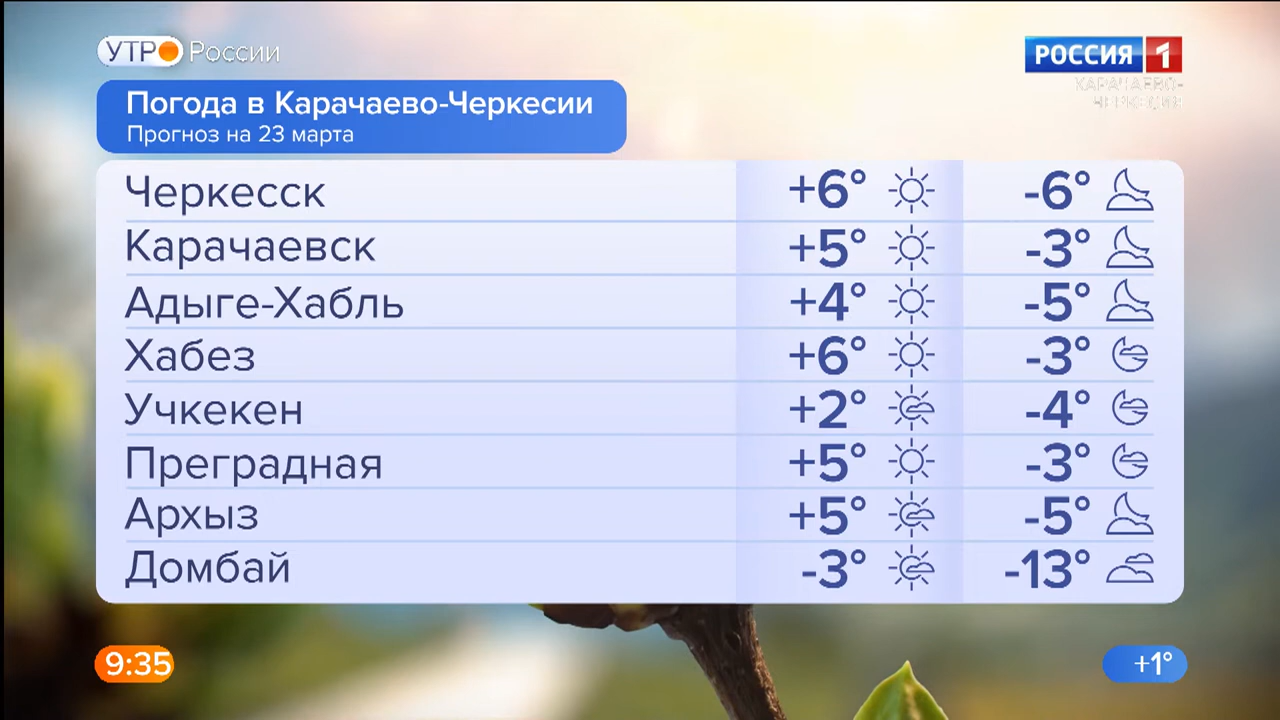 УТРО России
РОССИЯ 1
КАРАЧАЕВО-
ЧЕРКЕСИЯ
Погода в Карачаево-Черкесии
Прогноз на 23 марта
Черкесск +6° -6°
Карачаевск +5° -3°
Адыге-Хабль +4° -5°
Хабез +6° -3°
Учкекен +2° -4°
Преградная +5° -3°
Архыз +5° -5°
Домбай -3° -13°
9:35
+1°